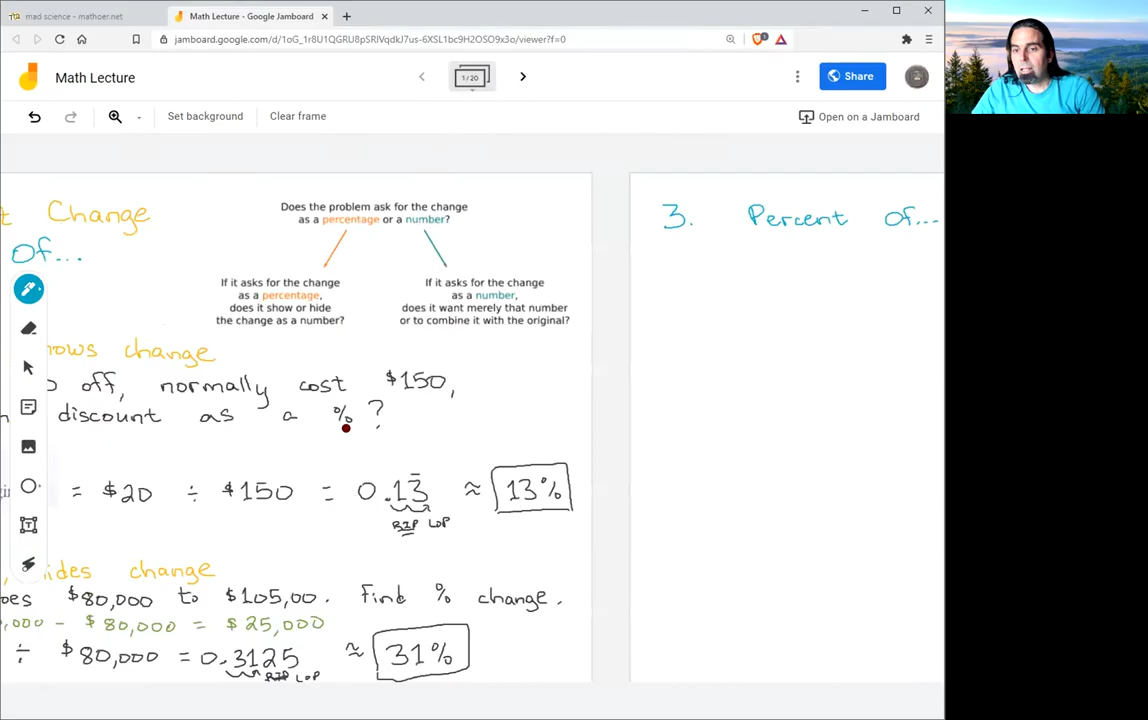 mad science - mathoer.net
Math Lecture - Google Jamboard
jamboard.google.com/d/1oG_1r8U1QGRU8pSRIVqdkJ7us-6XSL1bc9H2OSO9x3o/viewer?f=0
Math Lecture
1/20
Share
Set background
Clear frame
Open on a Jamboard
Change
Of...
Does the problem ask for the change
as a percentage or a number?
If it asks for the change
as a percentage,
does it show or hide
the change as a number?
If it asks for the change
as a number,
does it want merely that number
or to combine it with the original?
3. Percent of...
ows change
off, normally cost $150,
discount as a % ?
= $20 ÷ $150 = 0.13̅ ≈ 13%
RIP LOP
ides change
oes $80,000 to $105,00. Find % change.
,000 - $80,000 = $25,000
÷ $80,000 = 0.3125 ≈ 31%
RIP LOP